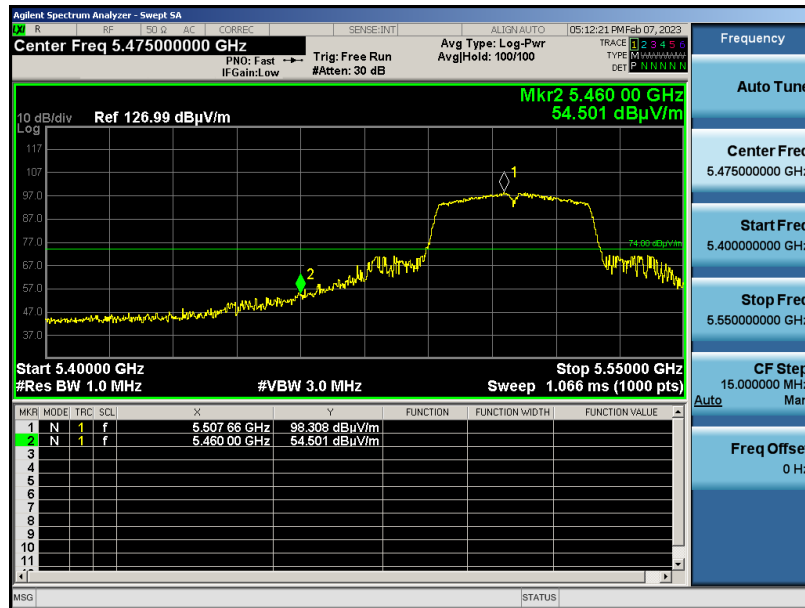 Agilent Spectrum Analyzer - Swept SA
R RF 50 Ω AC CORREC SENSE:INT ALIGNAUTO 05:12:21 PM Feb 07, 2023
Center Freq 5.475000000 GHz
PNO: Fast
IFGain:Low
Trig: Free Run
#Atten: 30 dB
Avg Type: Log-Pwr
Avg|Hold: 100/100
TRACE 1 2 3 4 5 6
TYPE M
DET P N N N N N
Mkr2 5.460 00 GHz
54.501 dBµV/m
10 dB/div Ref 126.99 dBµV/m
Log
117
107
97.0
87.0
77.0
67.0
57.0
47.0
37.0
1
2
74.00 dBµV/m
Start 5.40000 GHz Stop 5.55000 GHz
#Res BW 1.0 MHz #VBW 3.0 MHz Sweep 1.066 ms (1000 pts)
MKR MODE TRC SCL X Y FUNCTION FUNCTION WIDTH FUNCTION VALUE
1 N 1 f 5.507 66 GHz 98.308 dBµV/m
2 N 1 f 5.460 00 GHz 54.501 dBµV/m
3
4
5
6
7
8
9
10
11
MSG STATUS
Frequency
Auto Tune
Center Freq
5.475000000 GHz
Start Freq
5.400000000 GHz
Stop Freq
5.550000000 GHz
CF Step
15.000000 MHz
Auto Man
Freq Offset
0 Hz